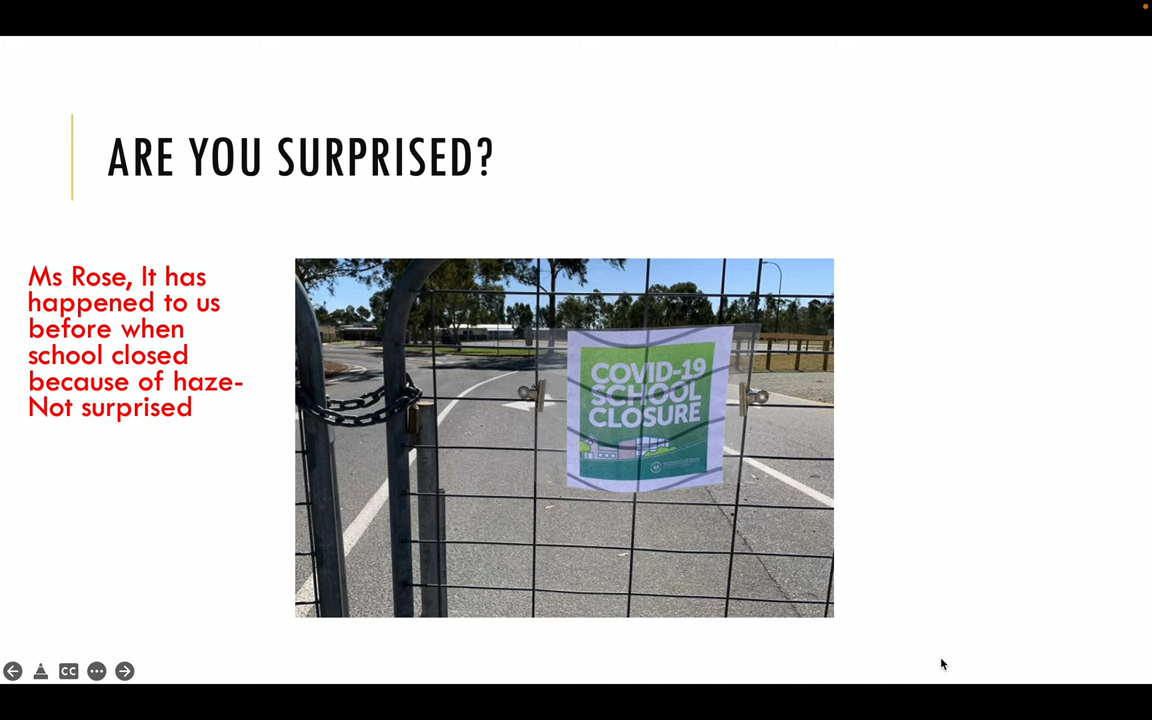 ARE YOU SURPRISED?
Ms Rose, It has
happened to us
before when
school closed
because of haze-
Not surprised
COVID-19
SCHOOL
CLOSURE
CC